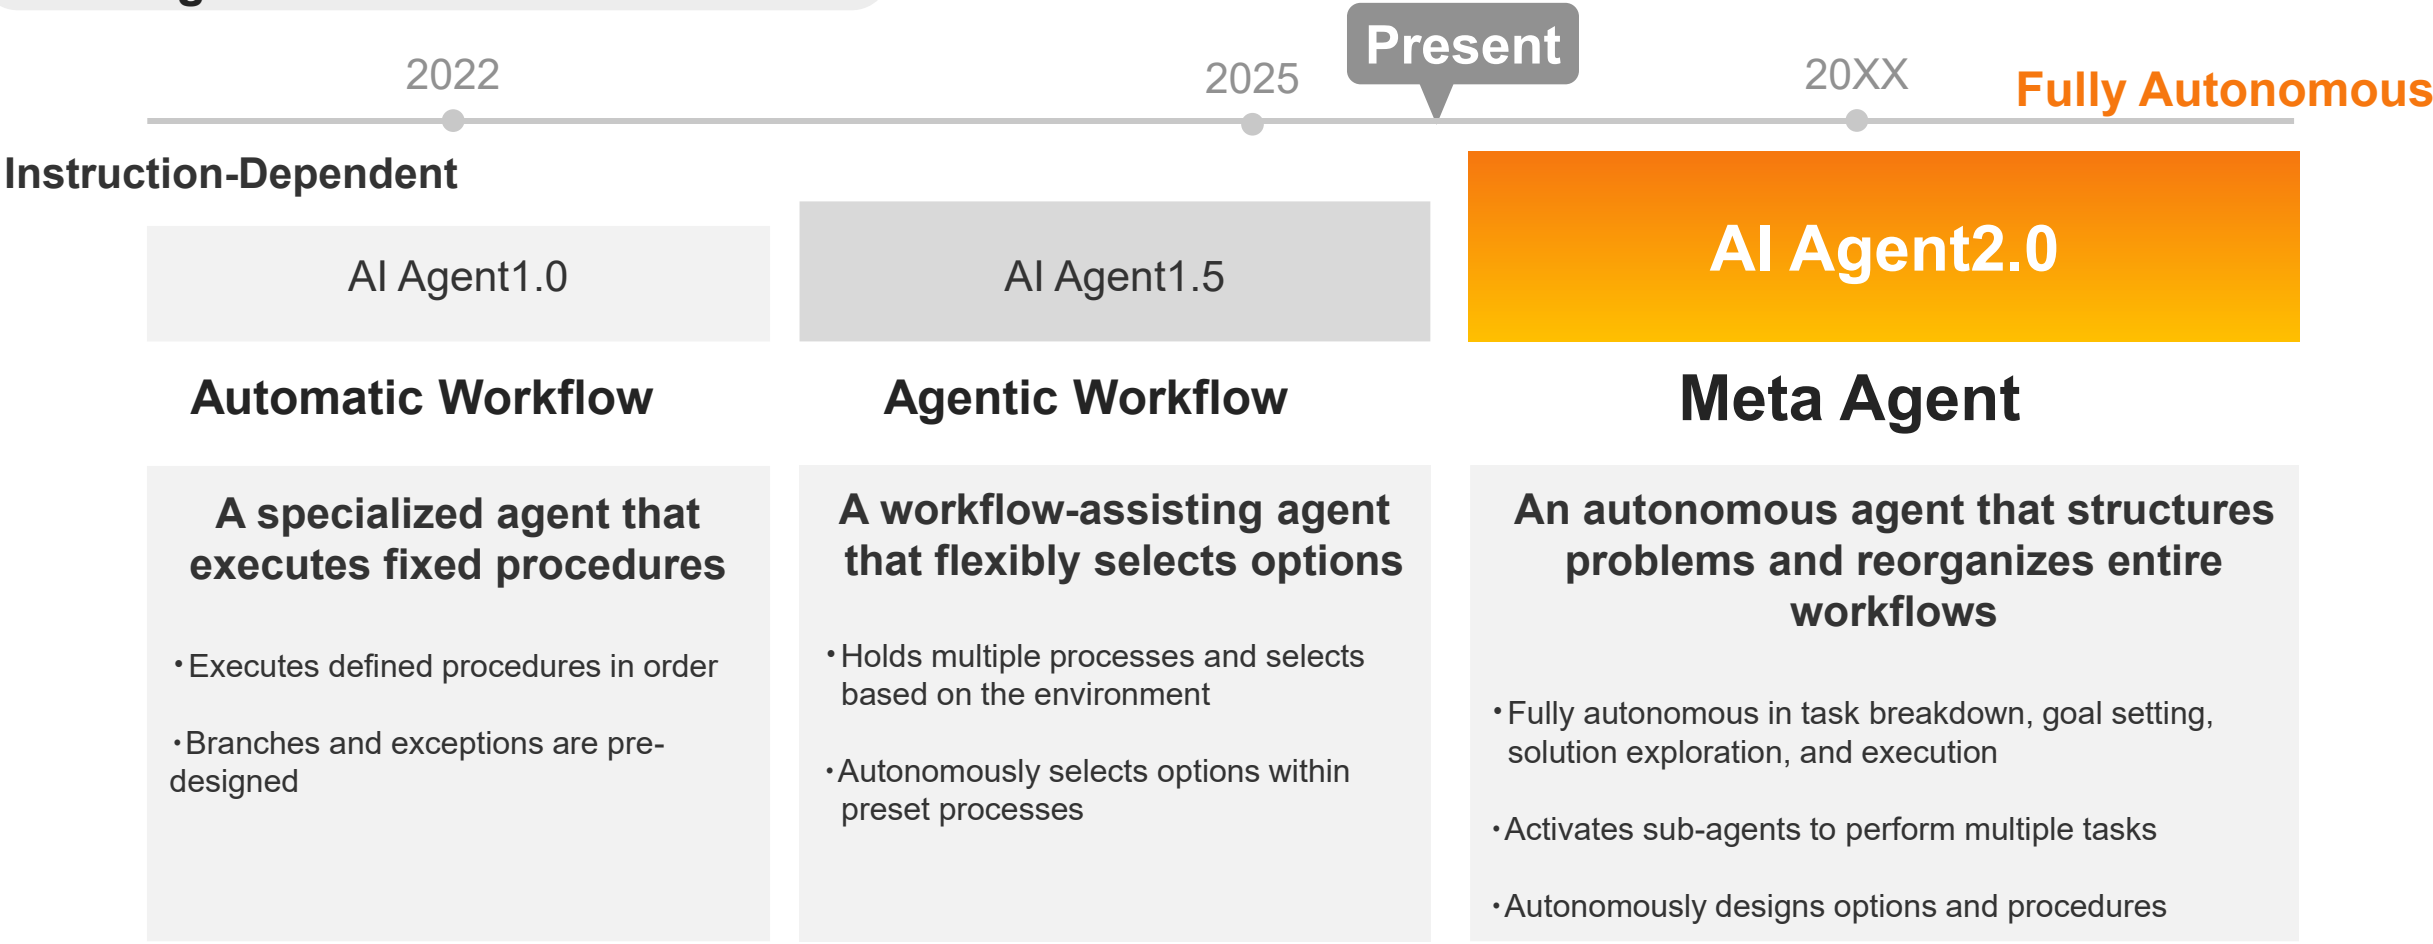 2022
2025
Present
20XX
Fully Autonomous
Instruction-Dependent
AI Agent1.0
Automatic Workflow
A specialized agent that
executes fixed procedures
・Executes defined procedures in order
・Branches and exceptions are pre-
designed
AI Agent1.5
Agentic Workflow
A workflow-assisting agent
that flexibly selects options
・Holds multiple processes and selects
based on the environment
・Autonomously selects options within
preset processes
AI Agent2.0
Meta Agent
An autonomous agent that structures
problems and reorganizes entire
workflows
・Fully autonomous in task breakdown, goal setting,
solution exploration, and execution
・Activates sub-agents to perform multiple tasks
・Autonomously designs options and procedures